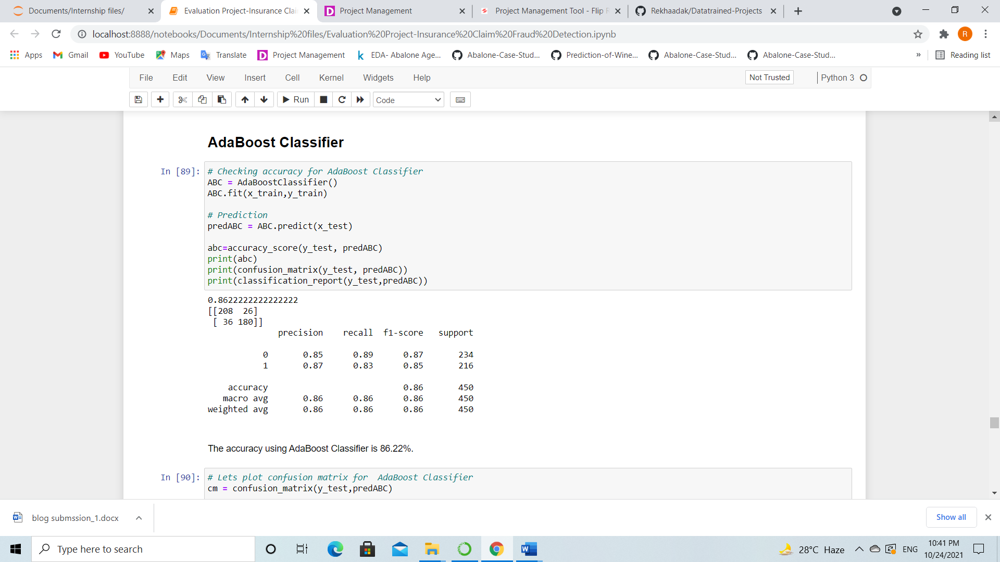 Documents/Internship files/
Evaluation Project-Insurance Clai
Project Management
Project Management Tool - Flip R
Rekhaadak/Datatrained-Projects
localhost:8888/notebooks/Documents/Internship%20files/Evaluation%20Project-Insurance%20Claim%20Fraud%20Detection.ipynb
R
Apps
Gmail
YouTube
Maps
Translate
Project Management
EDA- Abalone Age...
Abalone-Case-Stud...
Prediction-of-Wine...
Abalone-Case-Stud...
Abalone-Case-Stud...
»
Reading list
File Edit View Insert Cell Kernel Widgets Help
Not Trusted
Python 3
Run
Code
AdaBoost Classifier
In [89]:
# Checking accuracy for AdaBoost Classifier
ABC = AdaBoostClassifier()
ABC.fit(x_train,y_train)
# Prediction
predABC = ABC.predict(x_test)
abc=accuracy_score(y_test, predABC)
print(abc)
print(confusion_matrix(y_test, predABC))
print(classification_report(y_test,predABC))
0.8622222222222222
[[208  26]
 [ 36 180]]
precision recall f1-score support
0 0.85 0.89 0.87 234
1 0.87 0.83 0.85 216
accuracy 0.86 450
macro avg 0.86 0.86 0.86 450
weighted avg 0.86 0.86 0.86 450
The accuracy using AdaBoost Classifier is 86.22%.
In [90]:
# Lets plot confusion matrix for  AdaBoost Classifier
cm = confusion_matrix(y_test,predABC)
blog submssion_1.docx
Show all
Type here to search
28°C Haze
ENG
10:41 PM
10/24/2021